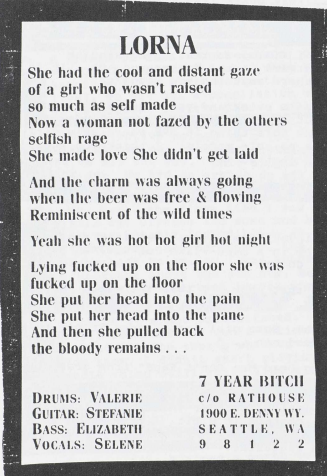 LORNA
She had the cool and distant gaze
of a girl who wasn't raised
so much as self made
Now a woman not fazed by the others
selfish rage
She made love She didn't get laid
And the charm was always going
when the beer was free & flowing
Reminiscent of the wild times
Yeah she was hot hot girl hot night
Lying fucked up on the floor she was
fucked up on the floor
She put her head into the pain
She put her head into the pane
And then she pulled back
the bloody remains . . .
7 YEAR BITCH
DRUMS: VALERIE c/o RATHOUSE
GUITAR: STEFANIE 1900 E. DENNY WY.
BASS: ELIZABETH SEATTLE, WA
VOCALS: SELENE 9 8 1 2 2